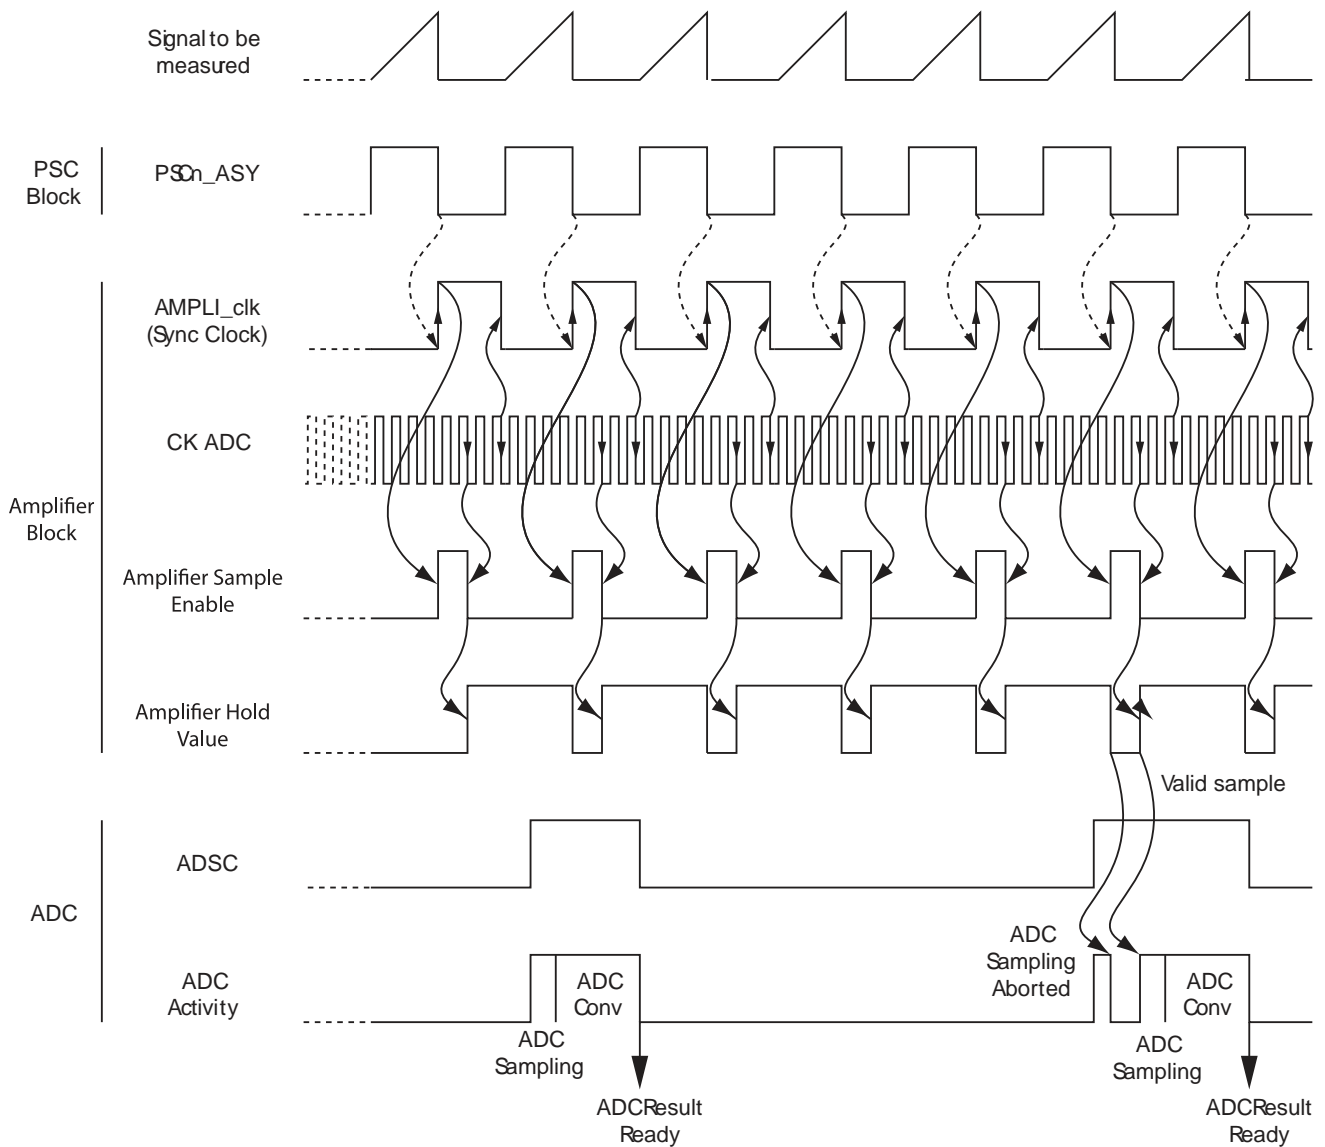 Signal to be
measured
PSC
Block
PSCn_ASY
AMPLI_clk
(Sync Clock)
CK ADC
Amplifier
Block
Amplifier Sample
Enable
Amplifier Hold
Value
Valid sample
ADSC
ADC
ADC
Sampling
Aborted
ADC
Activity
ADC
Conv
ADC
Conv
ADC
Sampling
ADC
Sampling
ADCResult
Ready
ADCResult
Ready